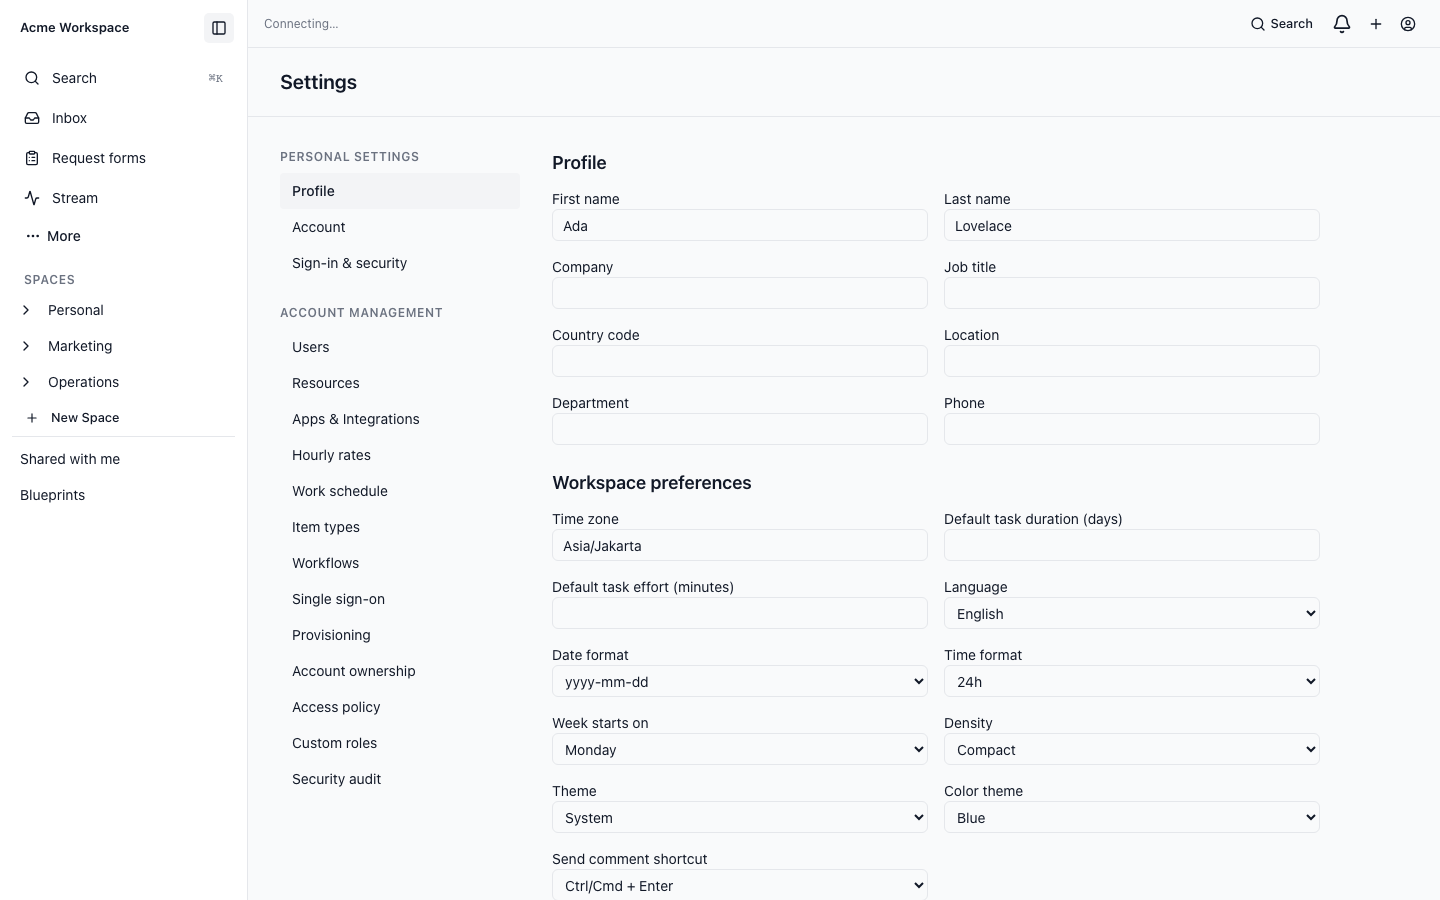 Acme Workspace
Search ⌘K
Inbox
Request forms
Stream
More
SPACES
Personal
Marketing
Operations
New Space
Shared with me
Blueprints
Connecting...
Search
Settings
PERSONAL SETTINGS
Profile
Account
Sign-in & security
ACCOUNT MANAGEMENT
Users
Resources
Apps & Integrations
Hourly rates
Work schedule
Item types
Workflows
Single sign-on
Provisioning
Account ownership
Access policy
Custom roles
Security audit
Profile
First name
Ada
Last name
Lovelace
Company
Job title
Country code
Location
Department
Phone
Workspace preferences
Time zone
Asia/Jakarta
Default task duration (days)
Default task effort (minutes)
Language
English
Date format
yyyy-mm-dd
Time format
24h
Week starts on
Monday
Density
Compact
Theme
System
Color theme
Blue
Send comment shortcut
Ctrl/Cmd + Enter